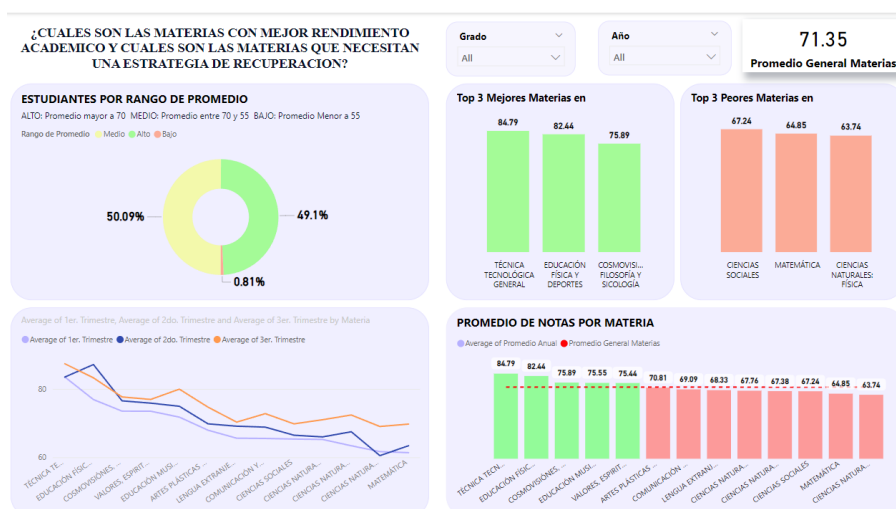 ¿CUALES SON LAS MATERIAS CON MEJOR RENDIMIENTO
ACADEMICO Y CUALES SON LAS MATERIAS QUE NECESITAN
UNA ESTRATEGIA DE RECUPERACION?
Grado
All
Año
All
71.35
Promedio General Materias
ESTUDIANTES POR RANGO DE PROMEDIO
ALTO: Promedio mayor a 70 MEDIO: Promedio entre 70 y 55 BAJO: Promedio Menor a 55
Rango de Promedio Medio Alto Bajo
50.09%
49.1%
0.81%
Top 3 Mejores Materias en
84.79
82.44
75.89
TÉCNICA
TECNOLÓGICA
GENERAL
EDUCACIÓN
FÍSICA Y
DEPORTES
COSMOVISI...
FILOSOFÍA Y
SICOLOGÍA
Top 3 Peores Materias en
67.24
64.85
63.74
CIENCIAS
SOCIALES
MATEMÁTICA
CIENCIAS
NATURALES:
FÍSICA
Average of 1er. Trimestre, Average of 2do. Trimestre and Average of 3er. Trimestre by Materia
Average of 1er. Trimestre Average of 2do. Trimestre Average of 3er. Trimestre
80
60
TÉCNICA TE...
EDUCACIÓN FÍSIC...
COSMOVISIÓNES, ...
VALORES, ESPIRIT...
EDUCACIÓN MUSI...
ARTES PLÁSTICAS ...
LENGUA EXTRANJE...
COMUNICACIÓN Y...
CIENCIAS SOCIALES
CIENCIAS NATURA...
CIENCIAS NATURA...
CIENCIAS NATURA...
MATEMÁTICA
PROMEDIO DE NOTAS POR MATERIA
Average of Promedio Anual Promedio General Materias
84.79 82.44 75.89 75.55 75.44 70.81 69.09 68.33 67.76 67.38 67.24 64.85 63.74
TÉCNICA TECN...
EDUCACIÓN FÍSIC...
COSMOVISIONES, ...
EDUCACIÓN MUSI...
VALORES, ESPIRIT...
ARTES PLÁSTICAS ...
COMUNICACIÓN ...
LENGUA EXTRANJ...
CIENCIAS NATURA...
CIENCIAS NATURA...
CIENCIAS SOCIALES
MATEMÁTICA
CIENCIAS NATURA...